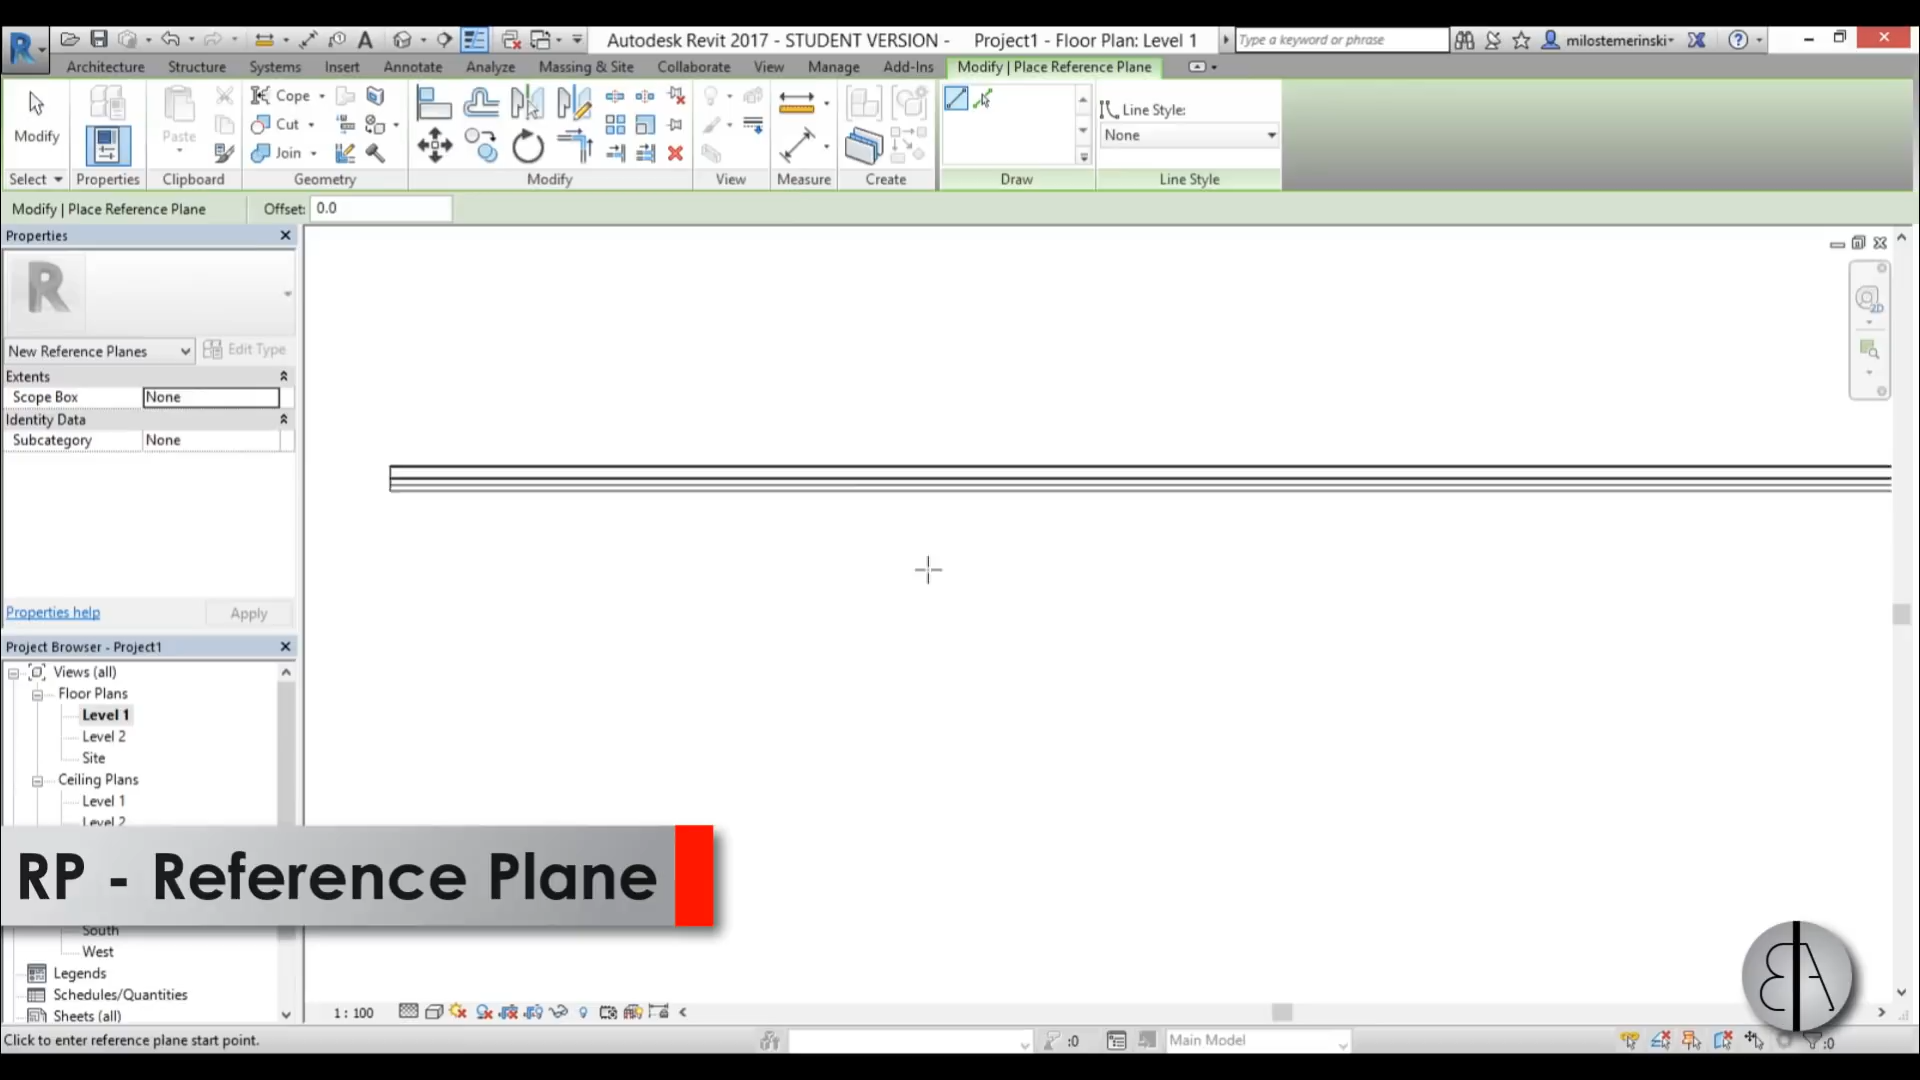 Autodesk Revit 2017 - STUDENT VERSION - Project1 - Floor Plan: Level 1
Type a keyword or phrase
milostemerinski
Architecture Structure Systems Insert Annotate Analyze Massing & Site Collaborate View Manage Add-Ins Modify | Place Reference Plane
Modify
Paste
Cope
Cut
Join
Line Style:
None
Select Properties Clipboard Geometry Modify View Measure Create Draw Line Style
Modify | Place Reference Plane Offset: 0.0
Properties
R
New Reference Planes Edit Type
Extents
Scope Box None
Identity Data
Subcategory None
Properties help Apply
Project Browser - Project1
Views (all)
Floor Plans
Level 1
Level 2
Site
Ceiling Plans
Level 1
Level 2
RP - Reference Plane
South
West
Legends
Schedules/Quantities
Sheets (all)
1 : 100
Click to enter reference plane start point.
:0
Main Model
:0
2D